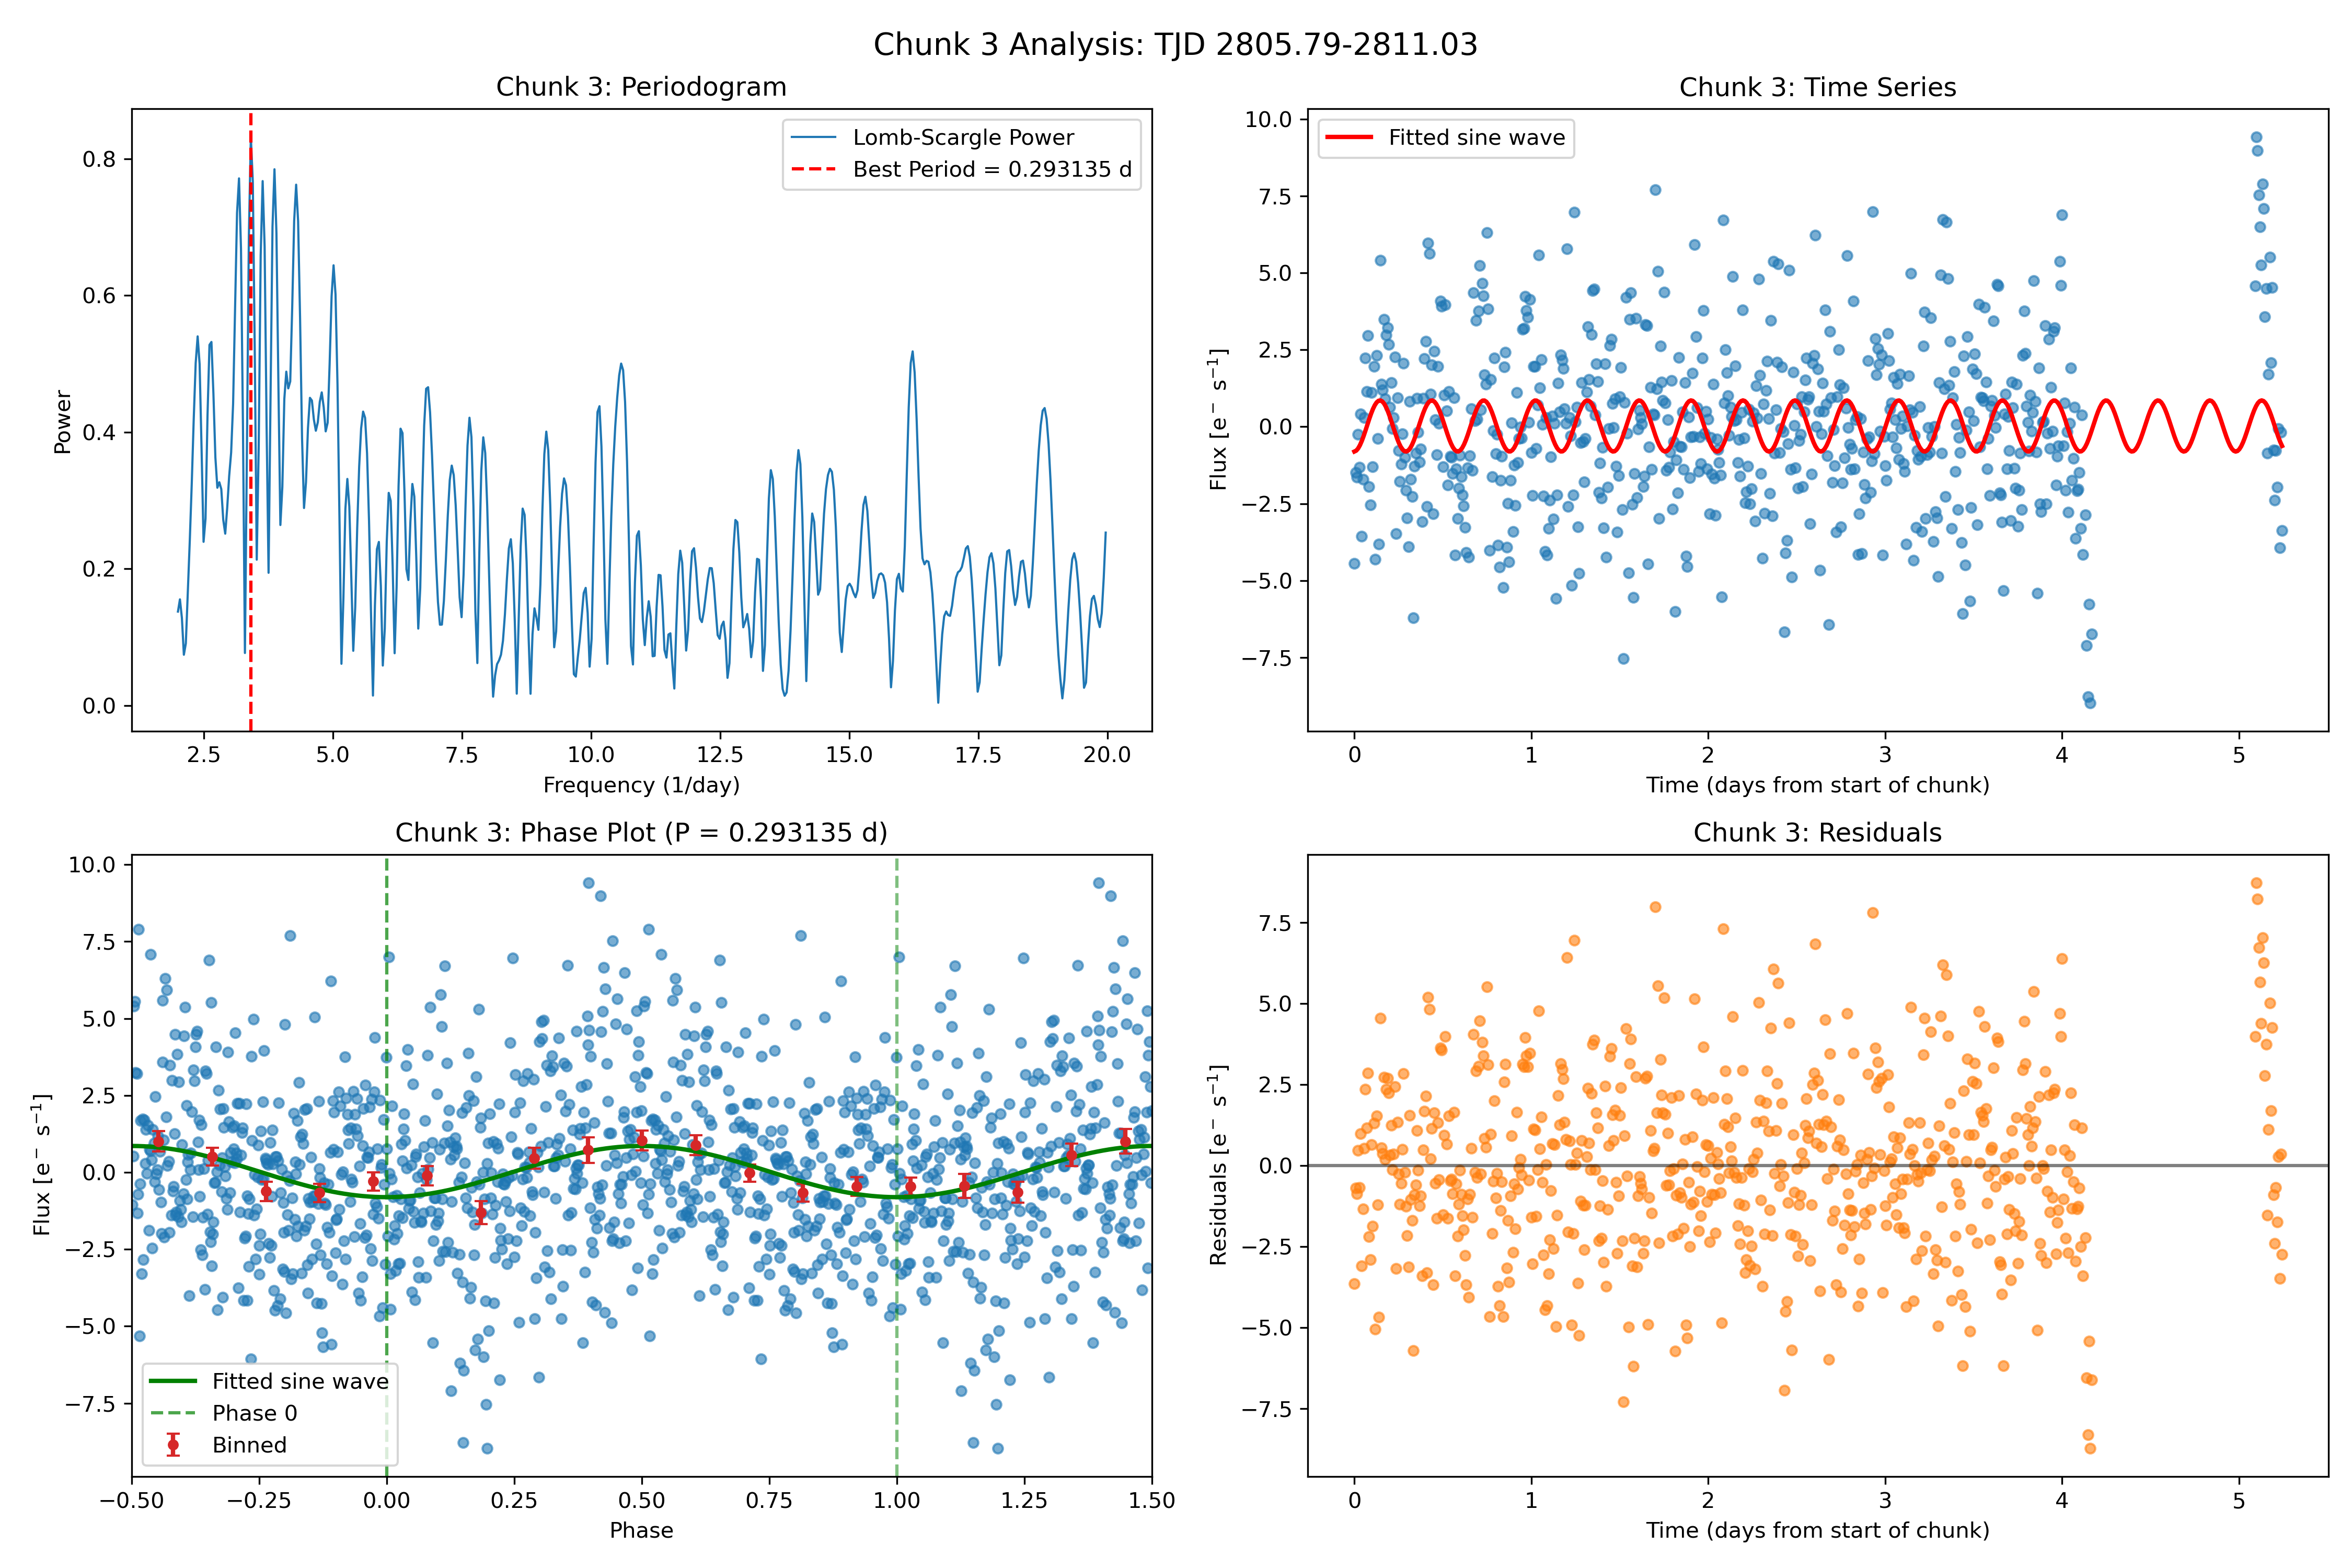 Chunk 3 Analysis: TJD 2805.79-2811.03
Chunk 3: Periodogram
Power
0.8
0.6
0.4
0.2
0.0
Lomb-Scargle Power
Best Period = 0.293135 d
2.5 5.0 7.5 10.0 12.5 15.0 17.5 20.0
Frequency (1/day)
Chunk 3: Time Series
Flux [e⁻ s⁻¹]
10.0
7.5
5.0
2.5
0.0
−2.5
−5.0
−7.5
Fitted sine wave
0 1 2 3 4 5
Time (days from start of chunk)
Chunk 3: Phase Plot (P = 0.293135 d)
Flux [e⁻ s⁻¹]
10.0
7.5
5.0
2.5
0.0
−2.5
−5.0
−7.5
Fitted sine wave
Phase 0
Binned
−0.50 −0.25 0.00 0.25 0.50 0.75 1.00 1.25 1.50
Phase
Chunk 3: Residuals
Residuals [e⁻ s⁻¹]
7.5
5.0
2.5
0.0
−2.5
−5.0
−7.5
0 1 2 3 4 5
Time (days from start of chunk)